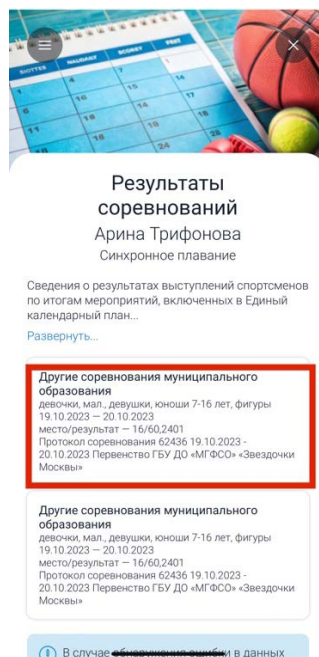 Результаты
соревнований
Арина Трифонова
Синхронное плавание
Сведения о результатах выступлений спортсменов
по итогам мероприятий, включенных в Единый
календарный план...
Развернуть...
Другие соревнования муниципального
образования
девочки, мал., девушки, юноши 7-16 лет, фигуры
19.10.2023 — 20.10.2023
место/результат — 16/60,2401
Протокол соревнования 62436 19.10.2023 -
20.10.2023 Первенство ГБУ ДО «МГФСО» «Звездочки
Москвы»
Другие соревнования муниципального
образования
девочки, мал., девушки, юноши 7-16 лет, фигуры
19.10.2023 — 20.10.2023
место/результат — 16/60,2401
Протокол соревнования 62436 19.10.2023 -
20.10.2023 Первенство ГБУ ДО «МГФСО» «Звездочки
Москвы»
В случае обнаружения ошибки в данных